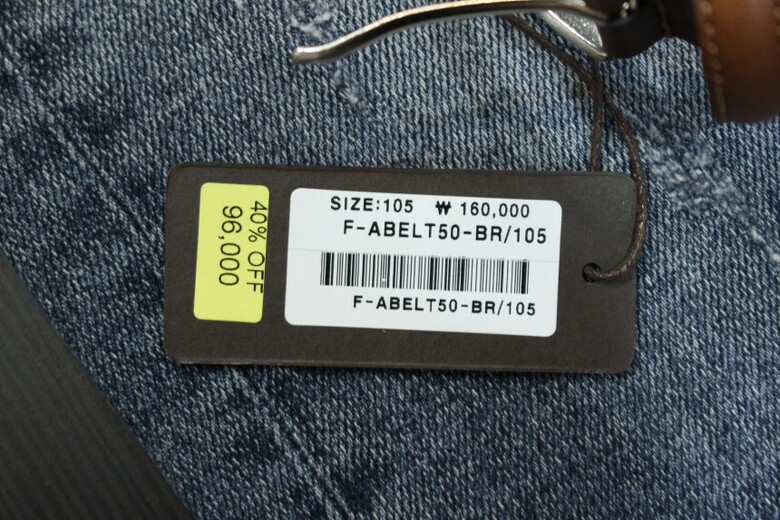 40% OFF
96,000
SIZE:105 ₩ 160,000
F-ABELT50-BR/105
F-ABELT50-BR/105